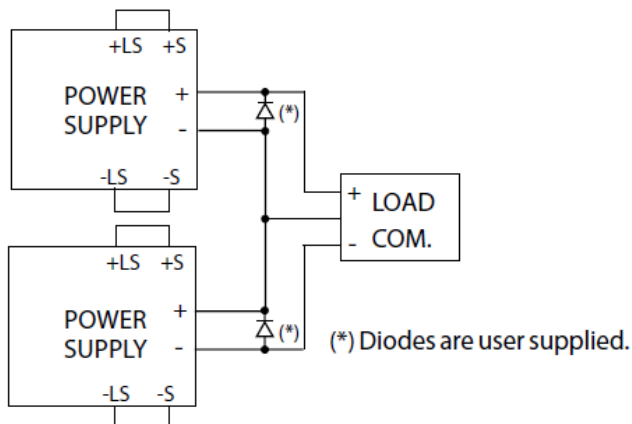 +LS +S
POWER +
SUPPLY -
(*)
-LS -S
+ LOAD
- COM.
+LS +S
POWER +
SUPPLY -
(*)
-LS -S
(*) Diodes are user supplied.